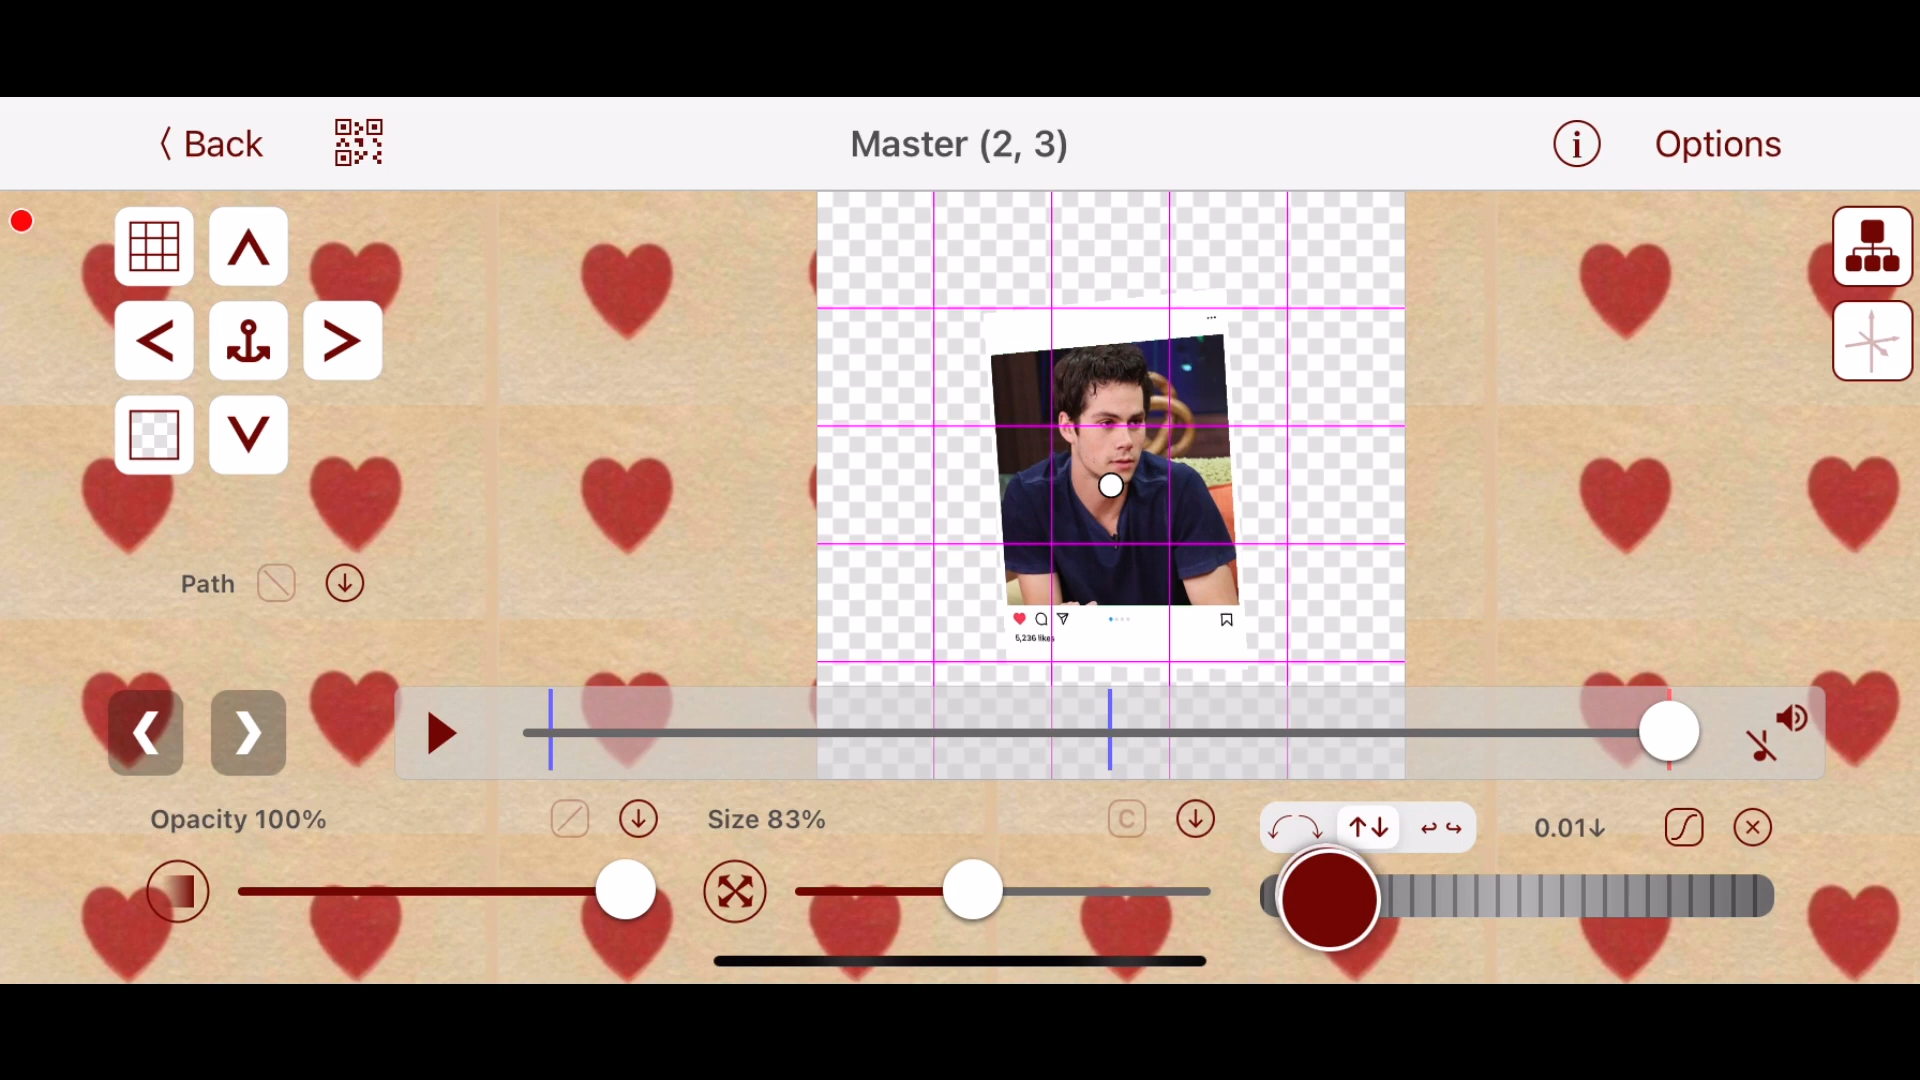 Back
Master (2, 3)
Options
Path
5,236 likes
Opacity 100%
Size 83%
C
0.01↓